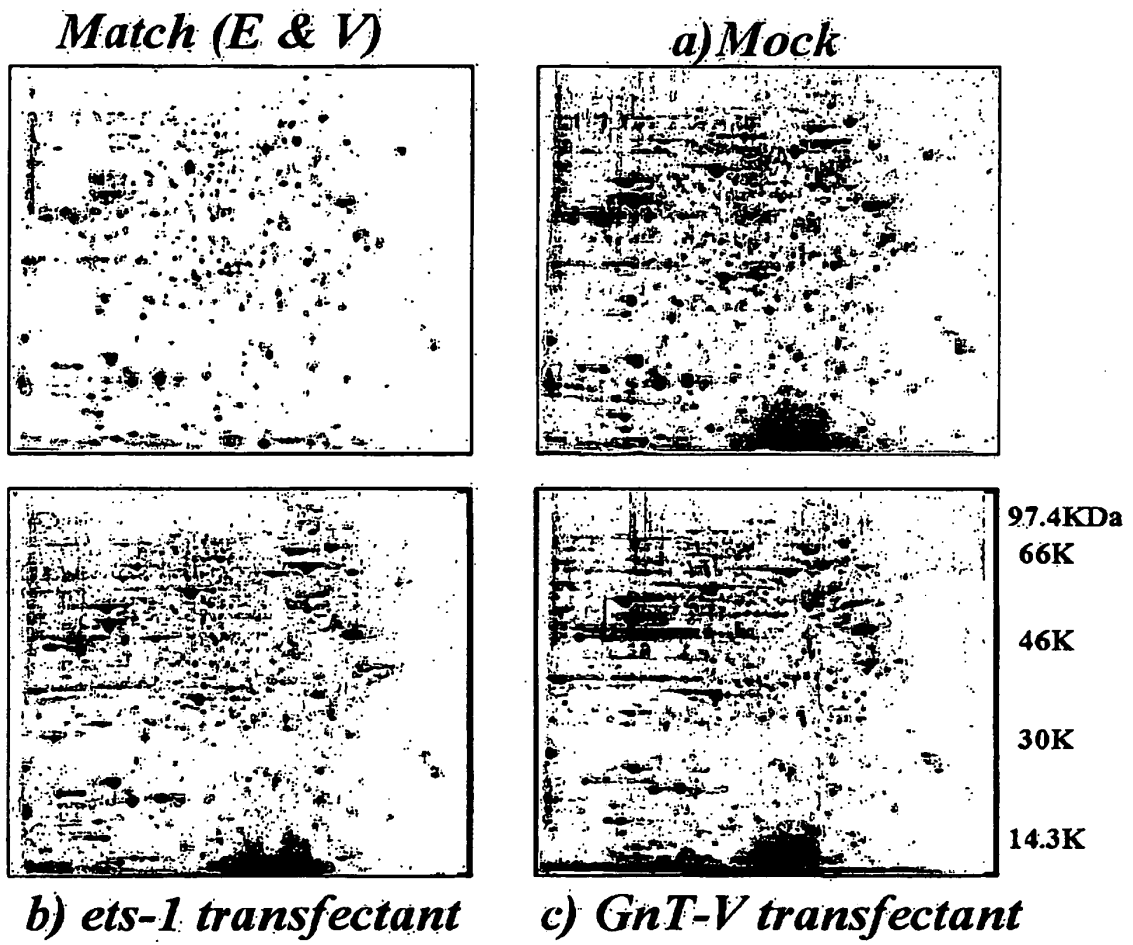 Match (E & V)
a)Mock
97.4KDa
66K
46K
30K
14.3K
b) ets-1 transfectant
c) GnT-V transfectant